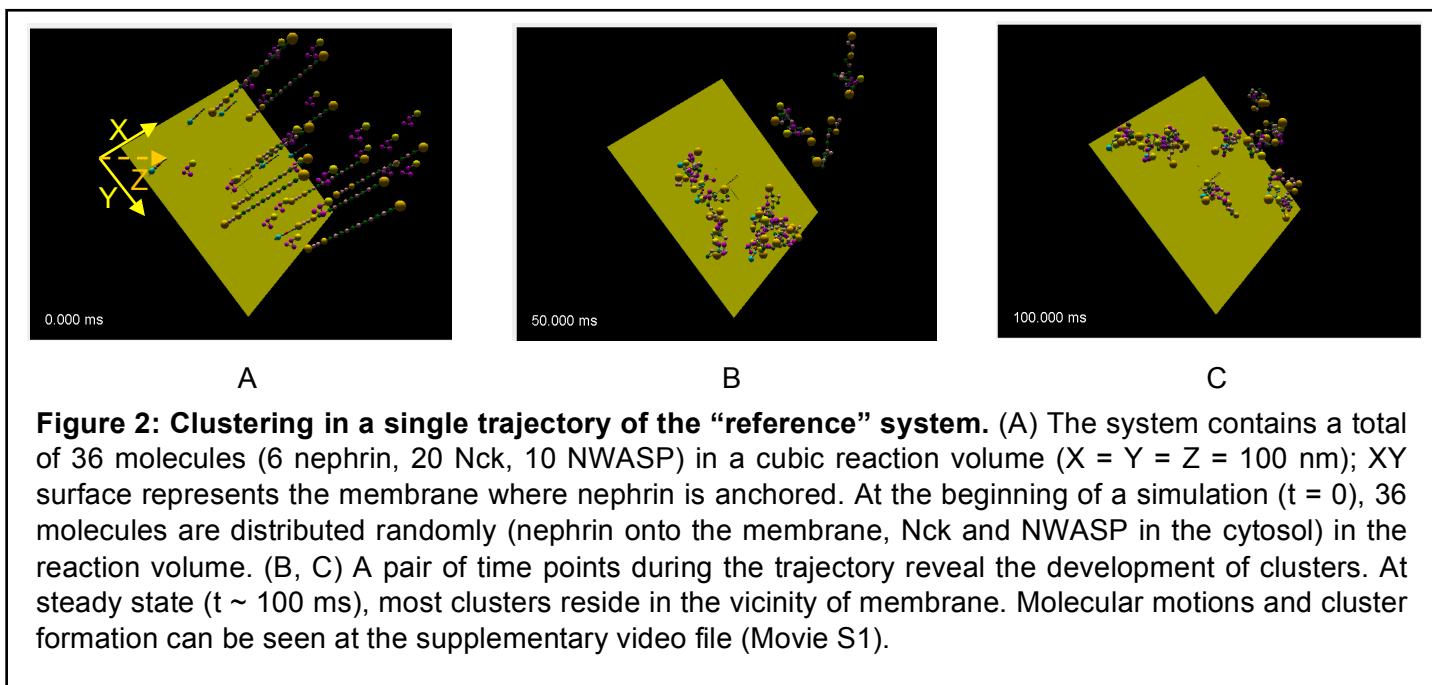 X
Z
Y
0.000 ms
50.000 ms
100.000 ms
A
B
C
Figure 2: Clustering in a single trajectory of the “reference” system. (A) The system contains a total
of 36 molecules (6 nephrin, 20 Nck, 10 NWASP) in a cubic reaction volume (X = Y = Z = 100 nm); XY
surface represents the membrane where nephrin is anchored. At the beginning of a simulation (t = 0), 36
molecules are distributed randomly (nephrin onto the membrane, Nck and NWASP in the cytosol) in the
reaction volume. (B, C) A pair of time points during the trajectory reveal the development of clusters. At
steady state (t ~ 100 ms), most clusters reside in the vicinity of membrane. Molecular motions and cluster
formation can be seen at the supplementary video file (Movie S1).